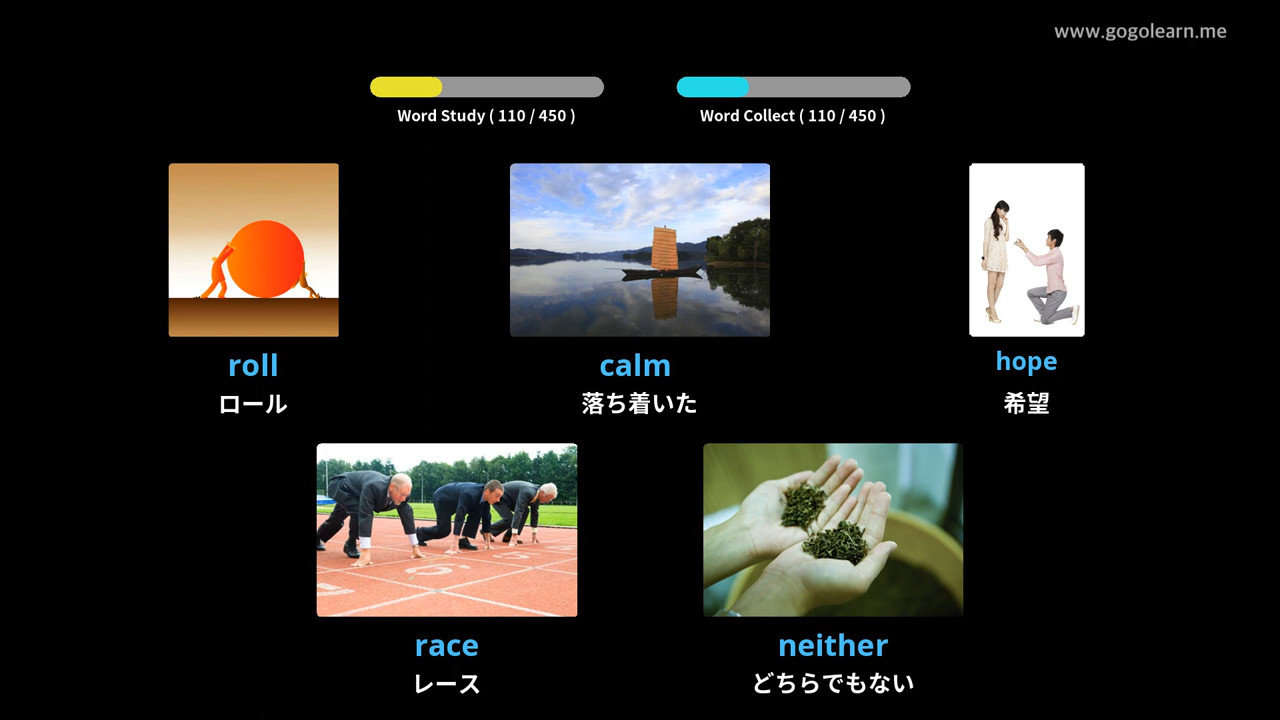 www.gogolearn.me
Word Study ( 110 / 450 )
Word Collect ( 110 / 450 )
roll
ロール
calm
落ち着いた
hope
希望
race
レース
neither
どちらでもない